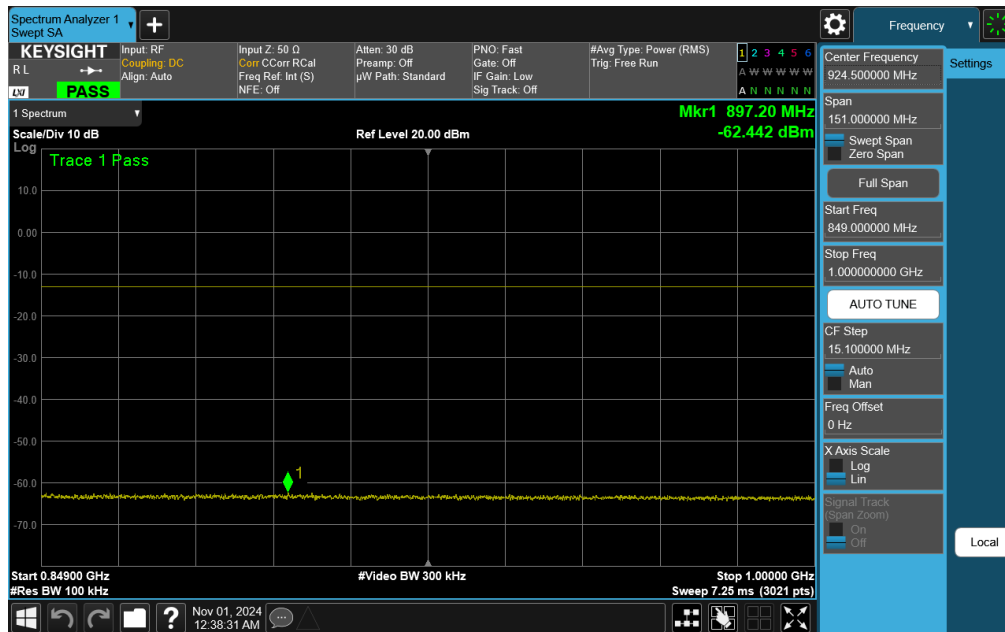 Spectrum Analyzer 1
Swept SA
+
Frequency
KEYSIGHT
R L
LXI
PASS
Input: RF
Coupling: DC
Align: Auto
Input Z: 50 Ω
Corr CCorr RCal
Freq Ref: Int (S)
NFE: Off
Atten: 30 dB
Preamp: Off
µW Path: Standard
PNO: Fast
Gate: Off
IF Gain: Low
Sig Track: Off
#Avg Type: Power (RMS)
Trig: Free Run
1 2 3 4 5 6
A W W W W W
A N N N N N
1 Spectrum
Mkr1 897.20 MHz
Scale/Div 10 dB
Ref Level 20.00 dBm
-62.442 dBm
Log
Trace 1 Pass
10.0
0.00
-10.0
-20.0
-30.0
-40.0
-50.0
-60.0
-70.0
1
Start 0.84900 GHz
#Video BW 300 kHz
Stop 1.00000 GHz
#Res BW 100 kHz
Sweep 7.25 ms (3021 pts)
Center Frequency
924.500000 MHz
Settings
Span
151.000000 MHz
Swept Span
Zero Span
Full Span
Start Freq
849.000000 MHz
Stop Freq
1.000000000 GHz
AUTO TUNE
CF Step
15.100000 MHz
Auto
Man
Freq Offset
0 Hz
X Axis Scale
Log
Lin
Signal Track
(Span Zoom)
On
Off
Local
?
Nov 01, 2024
12:38:31 AM